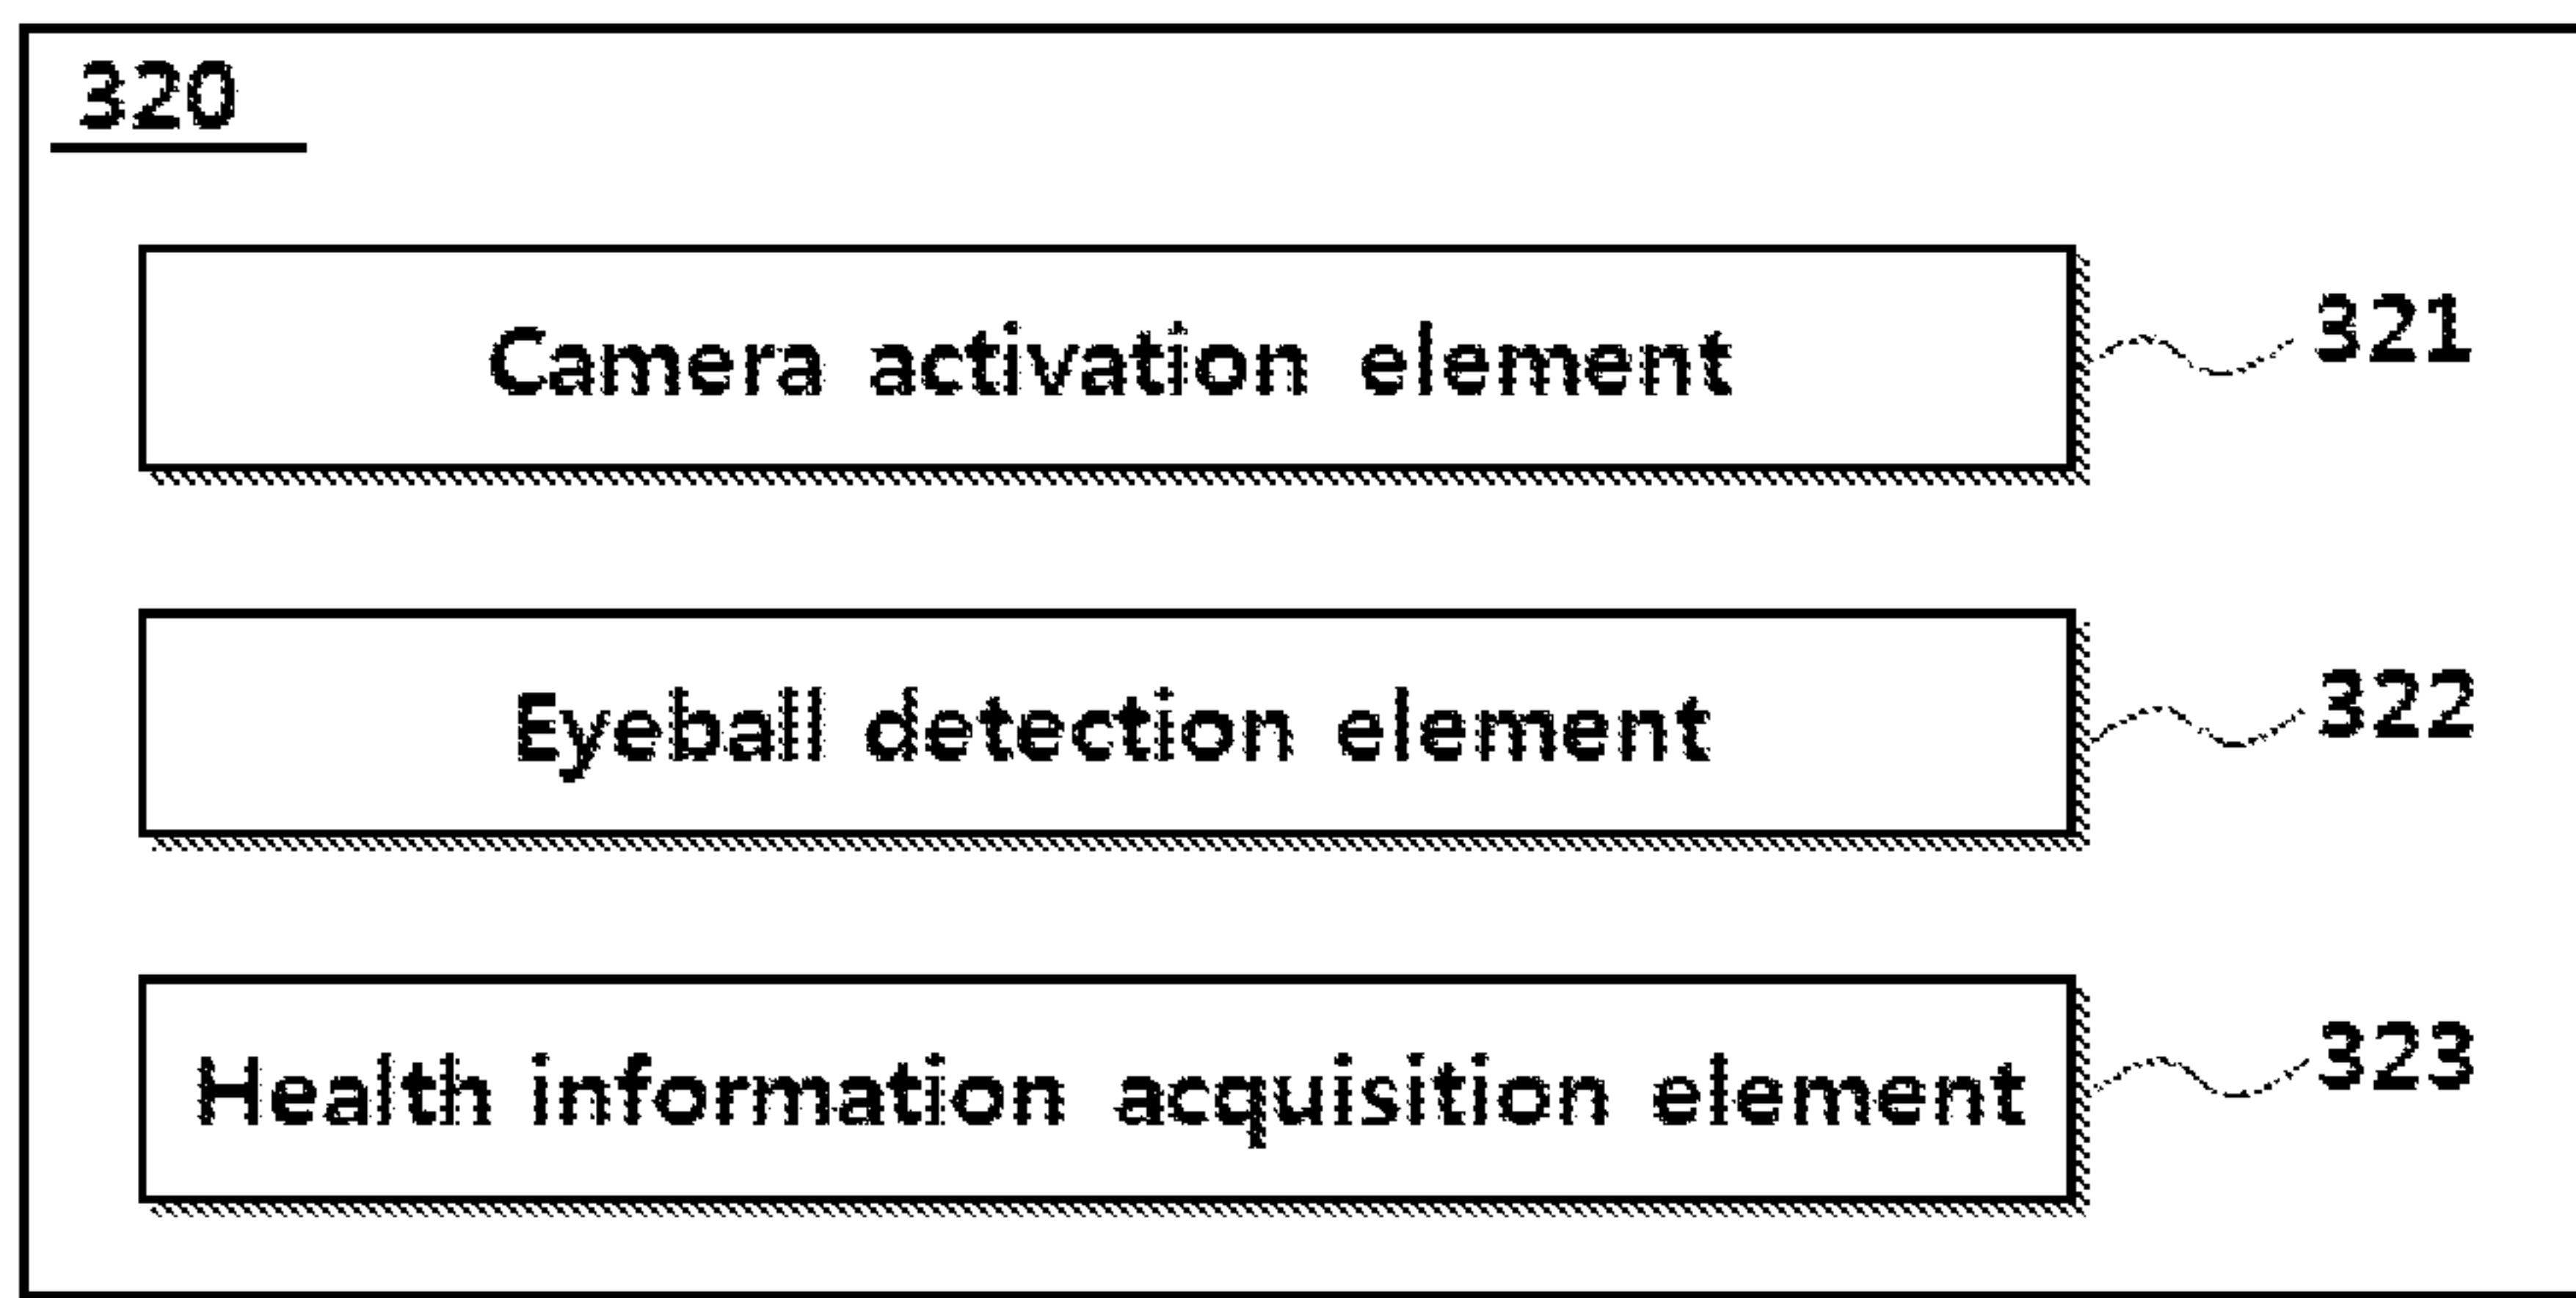 320
Camera activation element 321
Eyeball detection element 322
Health information acquisition element 323